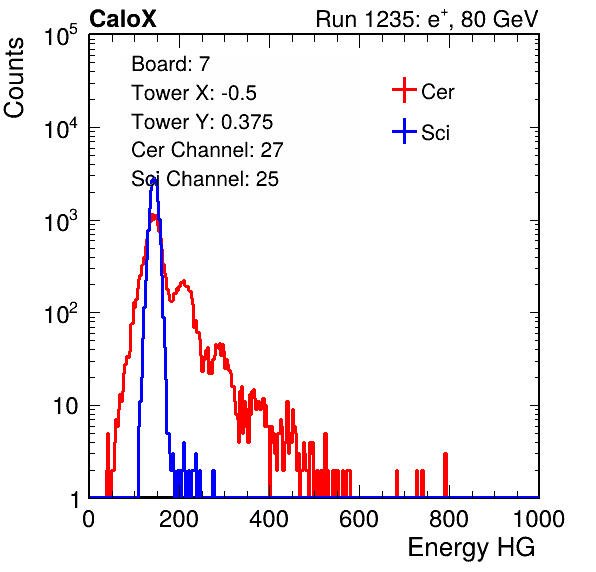 CaloX Run 1235: e⁺, 80 GeV
Counts
10⁵
10⁴
10³
10²
10
1
Board: 7
Tower X: -0.5
Tower Y: 0.375
Cer Channel: 27
Sci Channel: 25
Cer
Sci
0 200 400 600 800 1000
Energy HG